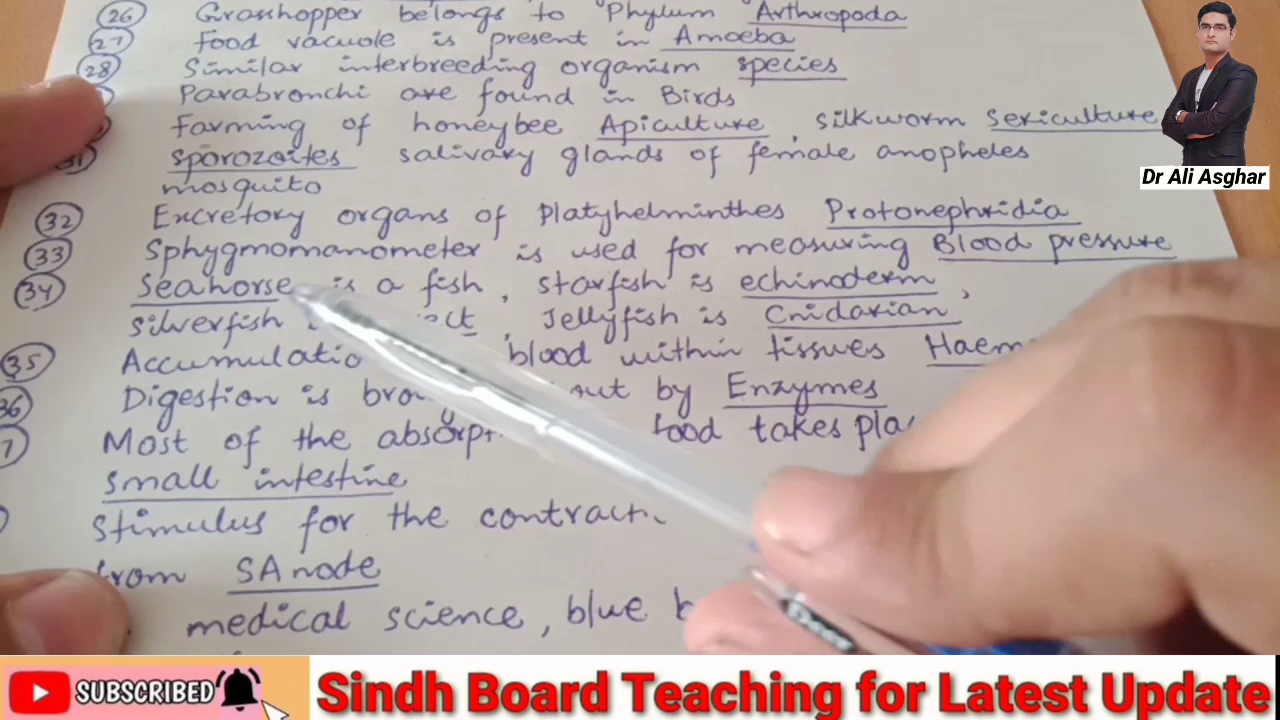 26 Grasshopper belongs to Phylum Arthropoda
27 Food vacuole is present in Amoeba
28 Similar interbreeding organism species
Parabronchi are found in Birds
Farming of honeybee Apiculture, silkworm Sericulture
31 sporozoites salivary glands of female anopheles
mosquito
32 Excretory organs of Platyhelminthes Protonephridia
33 Sphygmomanometer is used for measuring Blood pressure
34 Seahorse is a fish, starfish is echinoderm,
silverfish, Jellyfish is Cnidarian
35 blood within tissues
36 Digestion is by Enzymes
7 Most of the food takes
small intestine
stimulus for the
from SA node
medical science, blue
Dr Ali Asghar
SUBSCRIBED
Sindh Board Teaching for Latest Update